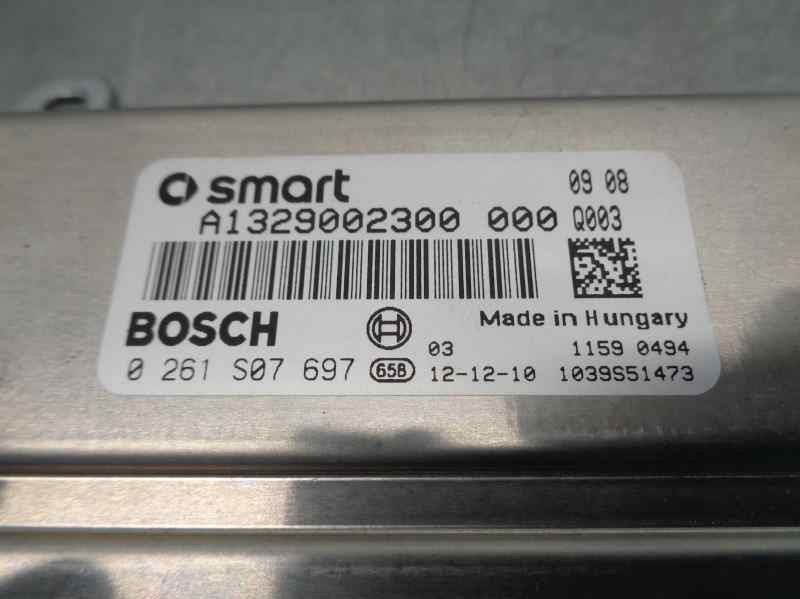 smart 09 08
A1329002300 000 Q003
BOSCH Made in Hungary
03 1159 0494
0 261 S07 697 658 12-12-10 1039S51473